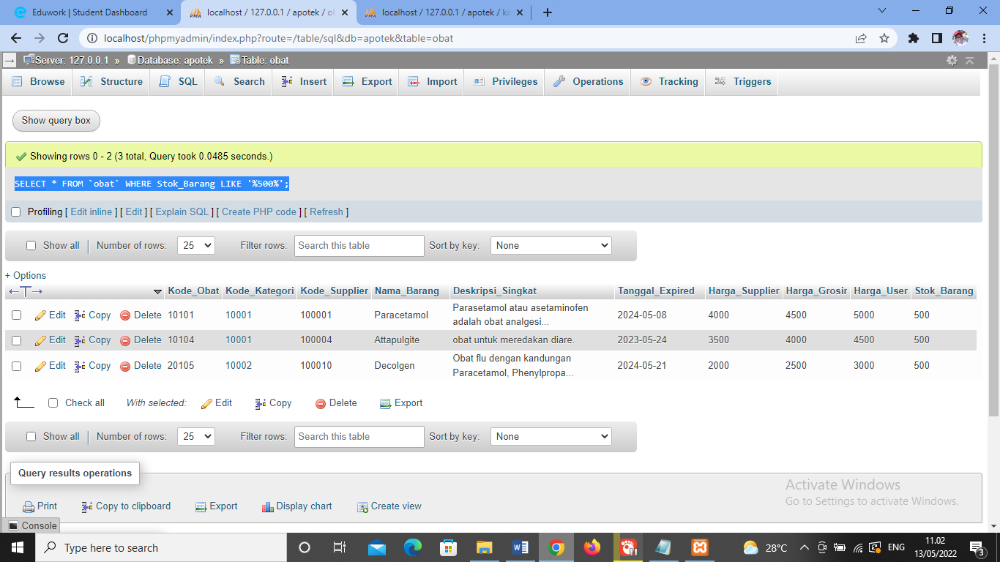 Eduwork | Student Dashboard
localhost / 127.0.0.1 / apotek / ob
localhost / 127.0.0.1 / apotek / ka
localhost/phpmyadmin/index.php?route=/table/sql&db=apotek&table=obat
Server: 127.0.0.1 » Database: apotek » Table: obat
Browse Structure SQL Search Insert Export Import Privileges Operations Tracking Triggers
Show query box
Showing rows 0 - 2 (3 total, Query took 0.0485 seconds.)
SELECT * FROM `obat` WHERE Stok_Barang LIKE '%500%';
Profiling [ Edit inline ] [ Edit ] [ Explain SQL ] [ Create PHP code ] [ Refresh ]
Show all | Number of rows: 25 Filter rows: Search this table Sort by key: None
+ Options
←T→ Kode_Obat Kode_Kategori Kode_Supplier Nama_Barang Deskripsi_Singkat Tanggal_Expired Harga_Supplier Harga_Grosir Harga_User Stok_Barang
Edit Copy Delete 10101 10001 100001 Paracetamol Parasetamol atau asetaminofen
adalah obat analgesi... 2024-05-08 4000 4500 5000 500
Edit Copy Delete 10104 10001 100004 Attapulgite obat untuk meredakan diare. 2023-05-24 3500 4000 4500 500
Edit Copy Delete 20105 10002 100010 Decolgen Obat flu dengan kandungan
Paracetamol, Phenylpropa... 2024-05-21 2000 2500 3000 500
Check all With selected: Edit Copy Delete Export
Show all | Number of rows: 25 Filter rows: Search this table Sort by key: None
Query results operations
Print Copy to clipboard Export Display chart Create view
Activate Windows
Go to Settings to activate Windows.
Console
Type here to search
28°C
ENG
11.02
13/05/2022
3